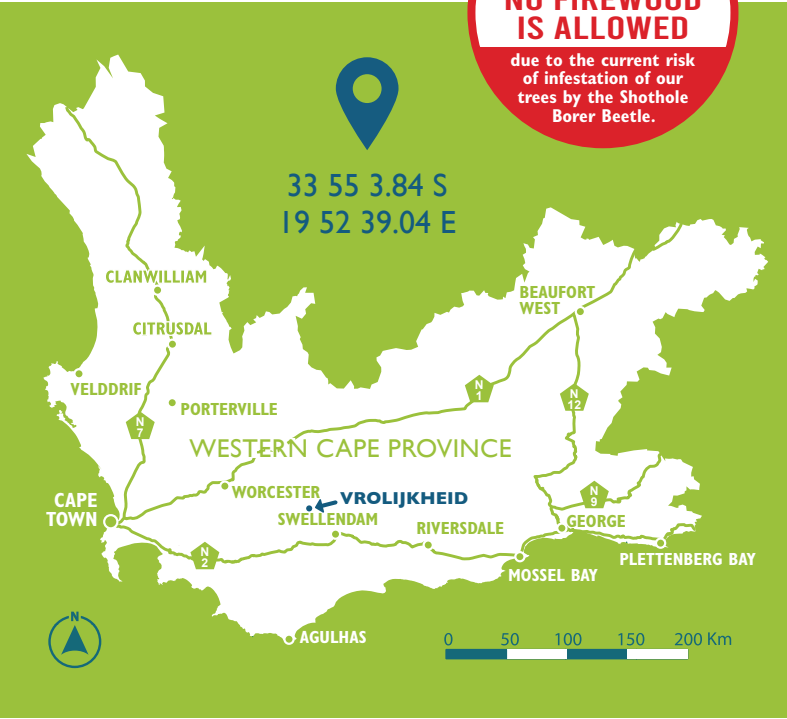 NO FIREWOOD
IS ALLOWED
due to the current risk
of infestation of our
trees by the Shothole
Borer Beetle.
33 55 3.84 S
19 52 39.04 E
CLANWILLIAM
CITRUSDAL
BEAUFORT
WEST
VELDDRIF
PORTERVILLE
N
1
N
12
N
7
WESTERN CAPE PROVINCE
WORCESTER
VROLIJKHEID
N
9
CAPE
TOWN
SWELLENDAM
RIVERSDALE
GEORGE
N
2
MOSSEL BAY
PLETTENBERG BAY
N
AGULHAS
0 50 100 150 200 Km